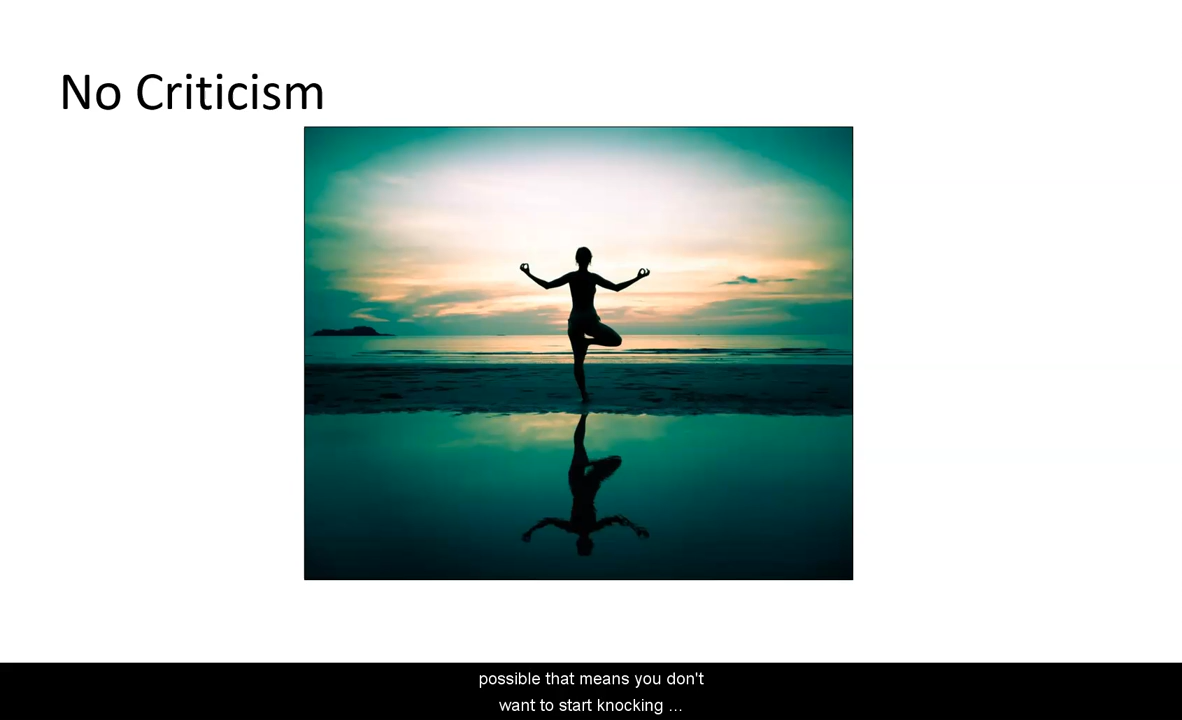 No Criticism
possible that means you don't
want to start knocking ...